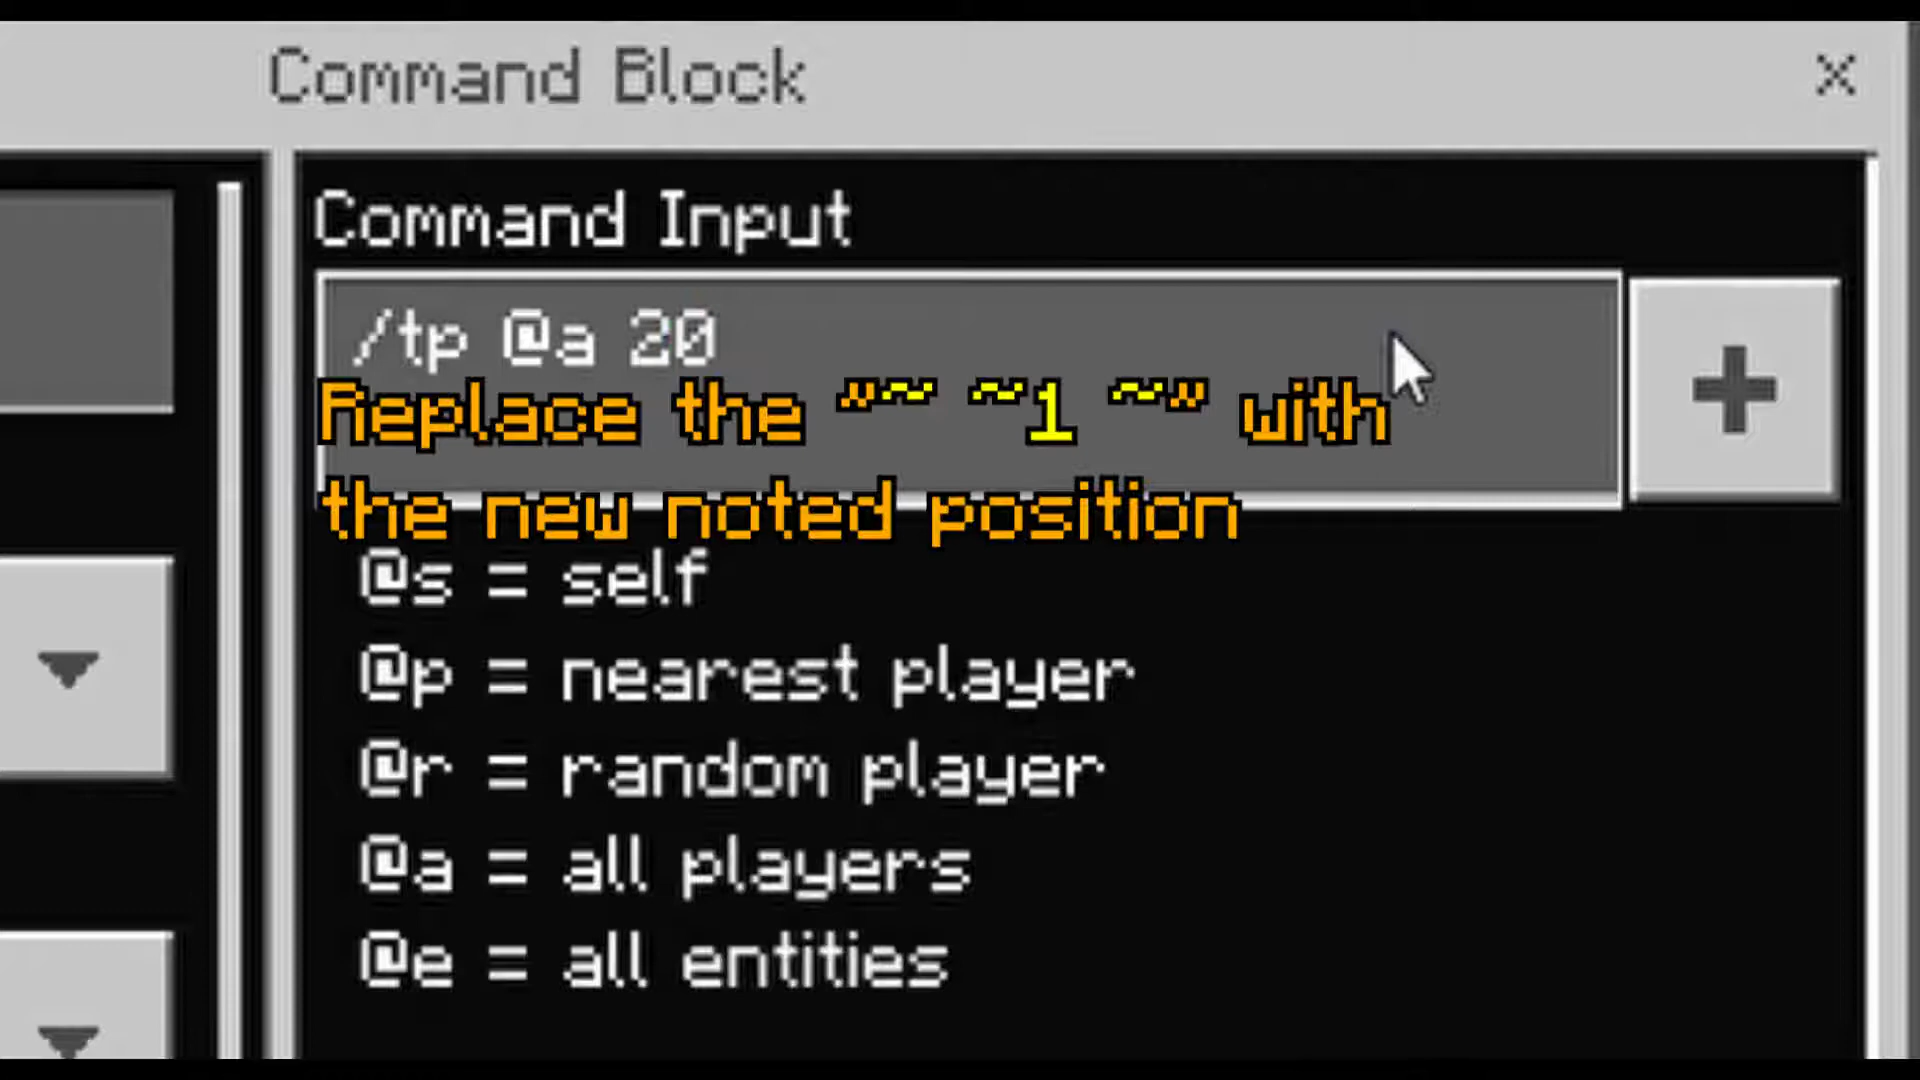 Command Block
Command Input
/tp @a 20
Replace the "~ ~1 ~" with
the new noted position
@s = self
@p = nearest player
@r = random player
@a = all players
@e = all entities